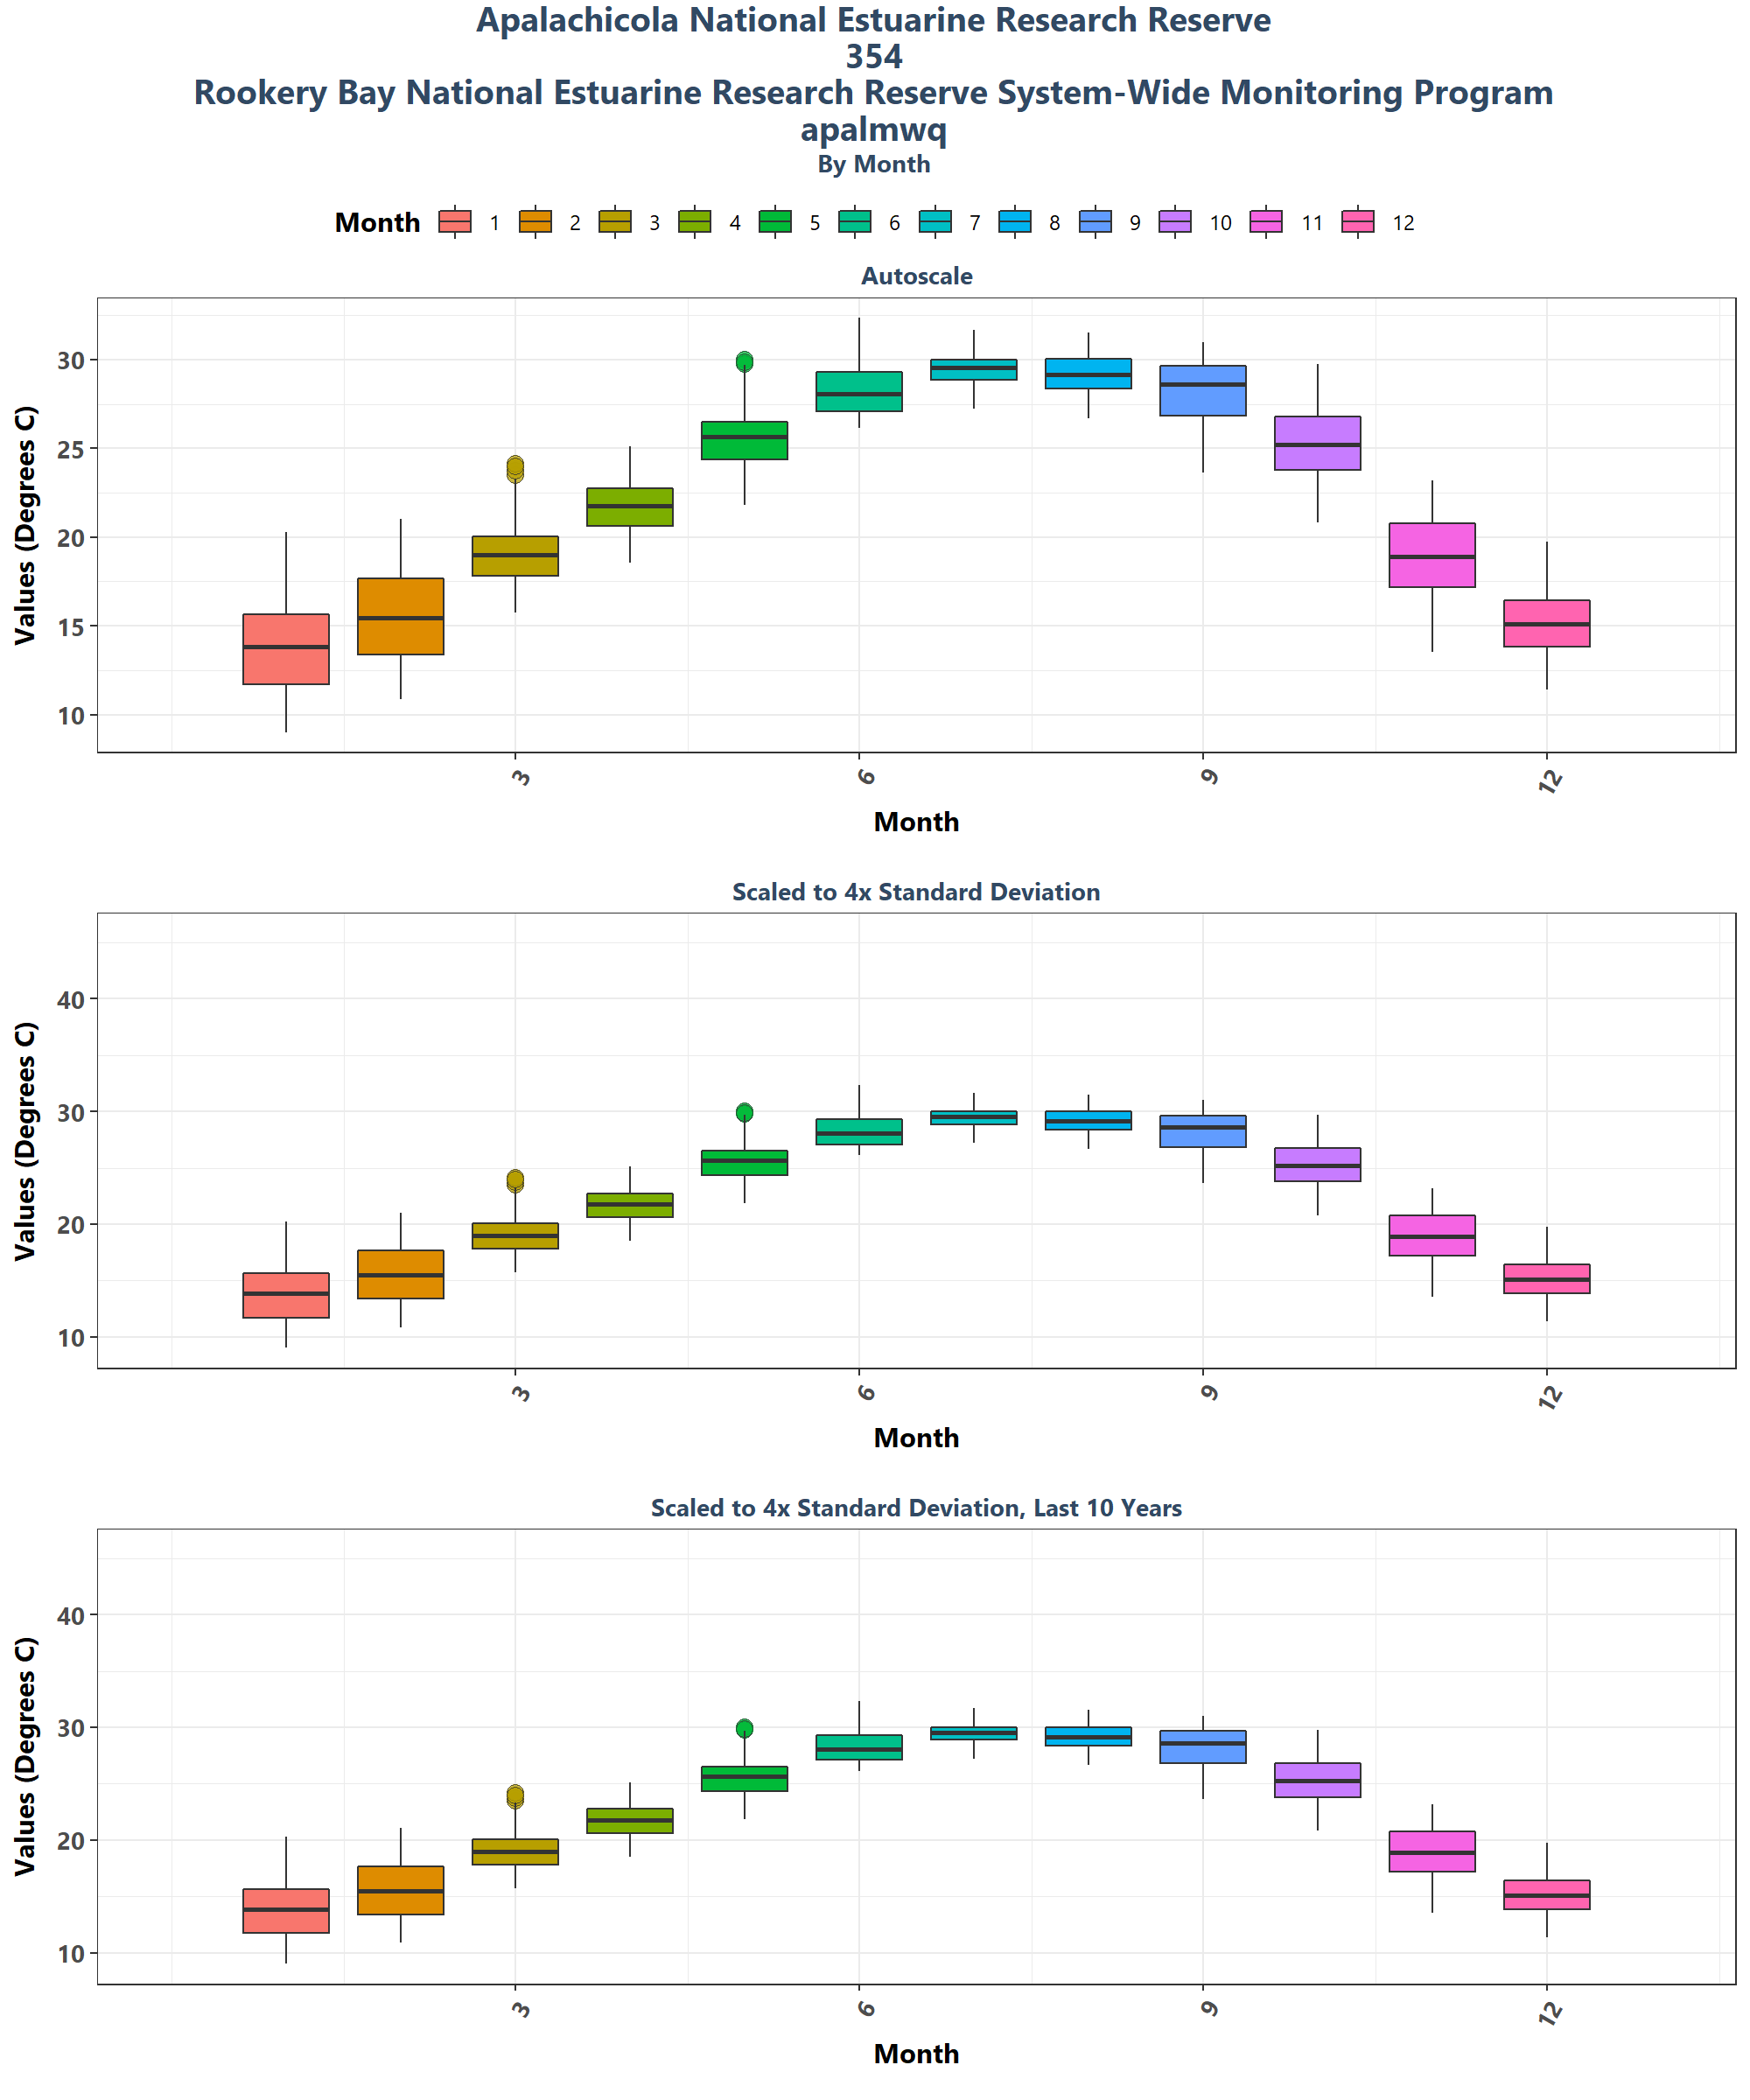 Apalachicola National Estuarine Research Reserve
354
Rookery Bay National Estuarine Research Reserve System-Wide Monitoring Program
apalmwq
By Month
Month 1 2 3 4 5 6 7 8 9 10 11 12
Autoscale
Values (Degrees C)
30
25
20
15
10
3 6 9 12
Month
Scaled to 4x Standard Deviation
Values (Degrees C)
40
30
20
10
3 6 9 12
Month
Scaled to 4x Standard Deviation, Last 10 Years
Values (Degrees C)
40
30
20
10
3 6 9 12
Month